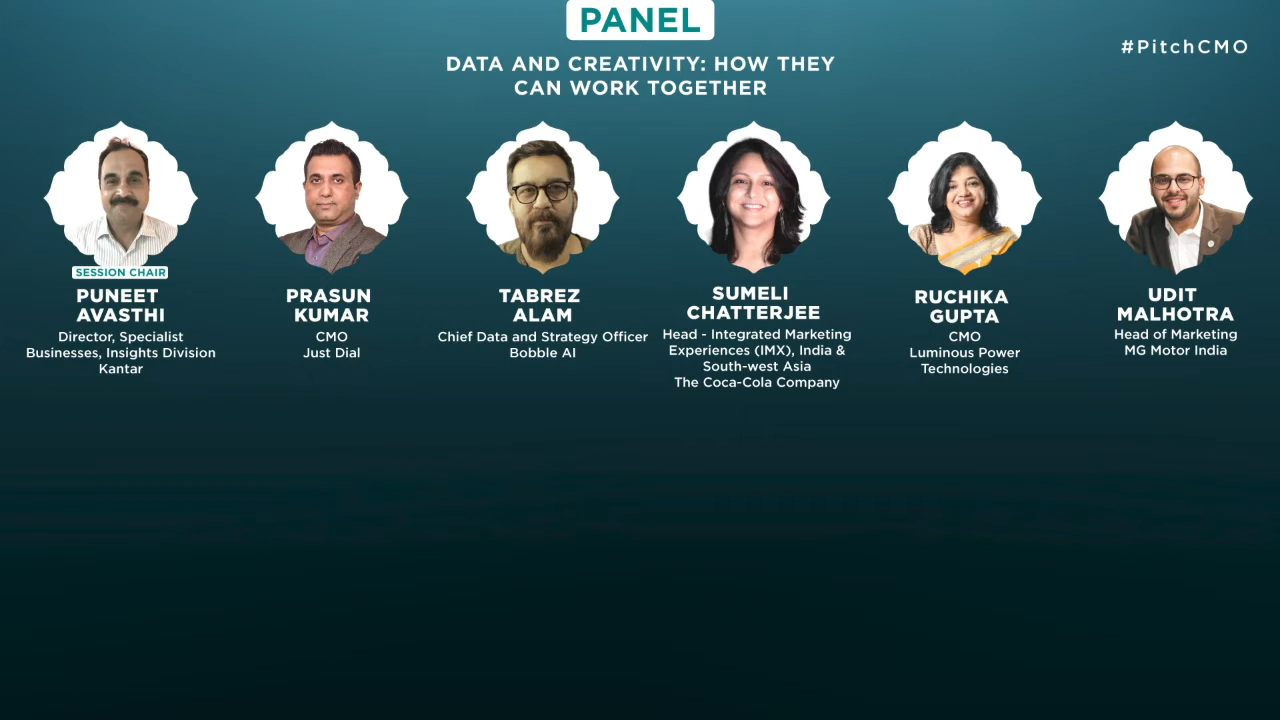 PANEL
#PitchCMO
DATA AND CREATIVITY: HOW THEY
CAN WORK TOGETHER
SESSION CHAIR
PUNEET
AVASTHI
Director, Specialist
Businesses, Insights Division
Kantar
PRASUN
KUMAR
CMO
Just Dial
TABREZ
ALAM
Chief Data and Strategy Officer
Bobble AI
SUMELI
CHATTERJEE
Head - Integrated Marketing
Experiences (IMX), India &
South-west Asia
The Coca-Cola Company
RUCHIKA
GUPTA
CMO
Luminous Power
Technologies
UDIT
MALHOTRA
Head of Marketing
MG Motor India